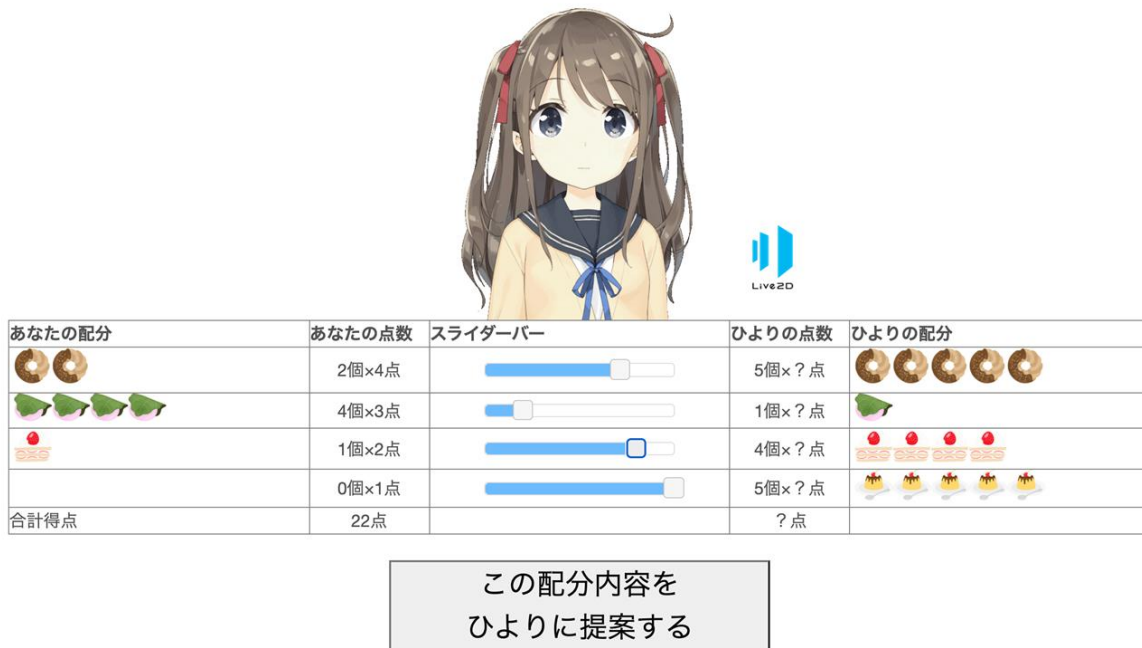 Live2D
あなたの配分 あなたの点数 スライダーバー ひよりの点数 ひよりの配分
2個×4点 5個×？点
4個×3点 1個×？点
1個×2点 4個×？点
0個×1点 5個×？点
合計得点 22点 ？点
この配分内容を
ひよりに提案する